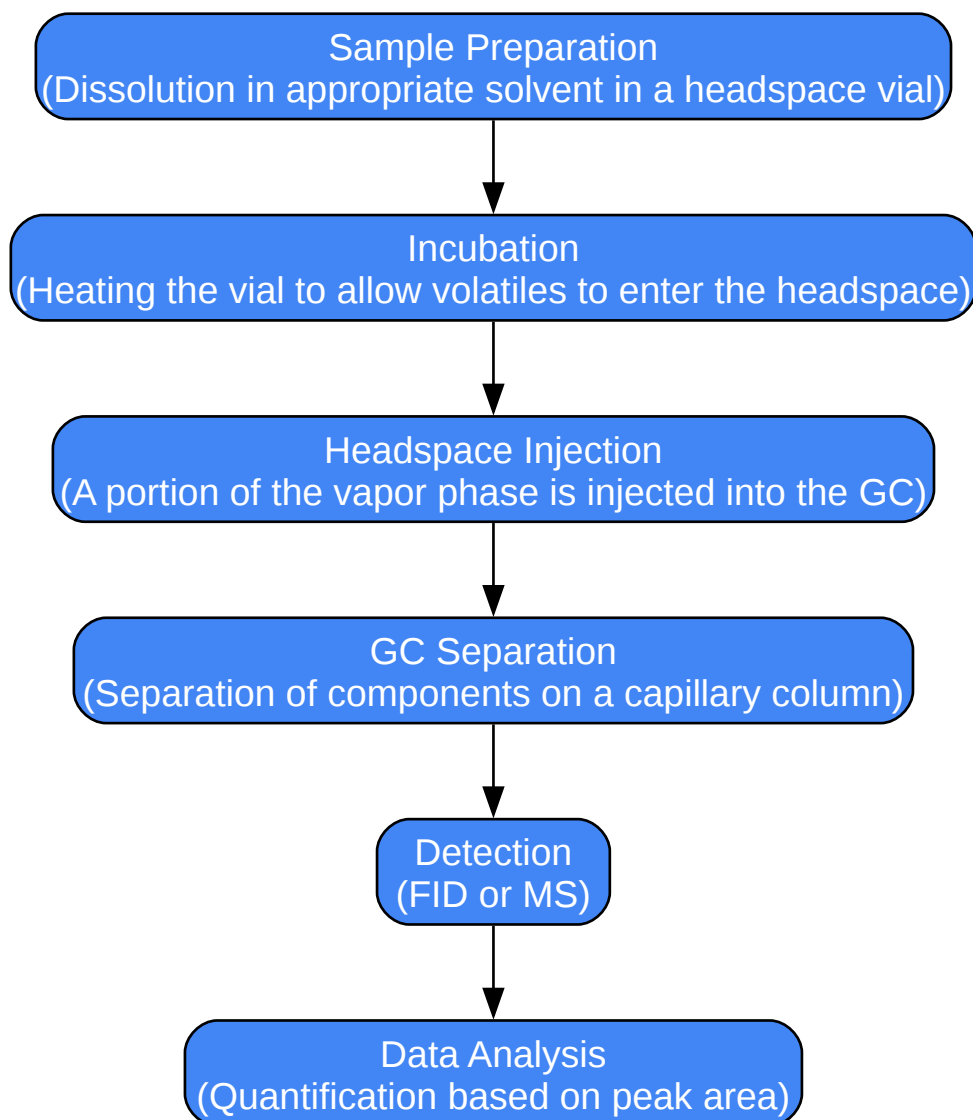 Sample Preparation
(Dissolution in appropriate solvent in a headspace vial)
Incubation
(Heating the vial to allow volatiles to enter the headspace)
Headspace Injection
(A portion of the vapor phase is injected into the GC)
GC Separation
(Separation of components on a capillary column)
Detection
(FID or MS)
Data Analysis
(Quantification based on peak area)